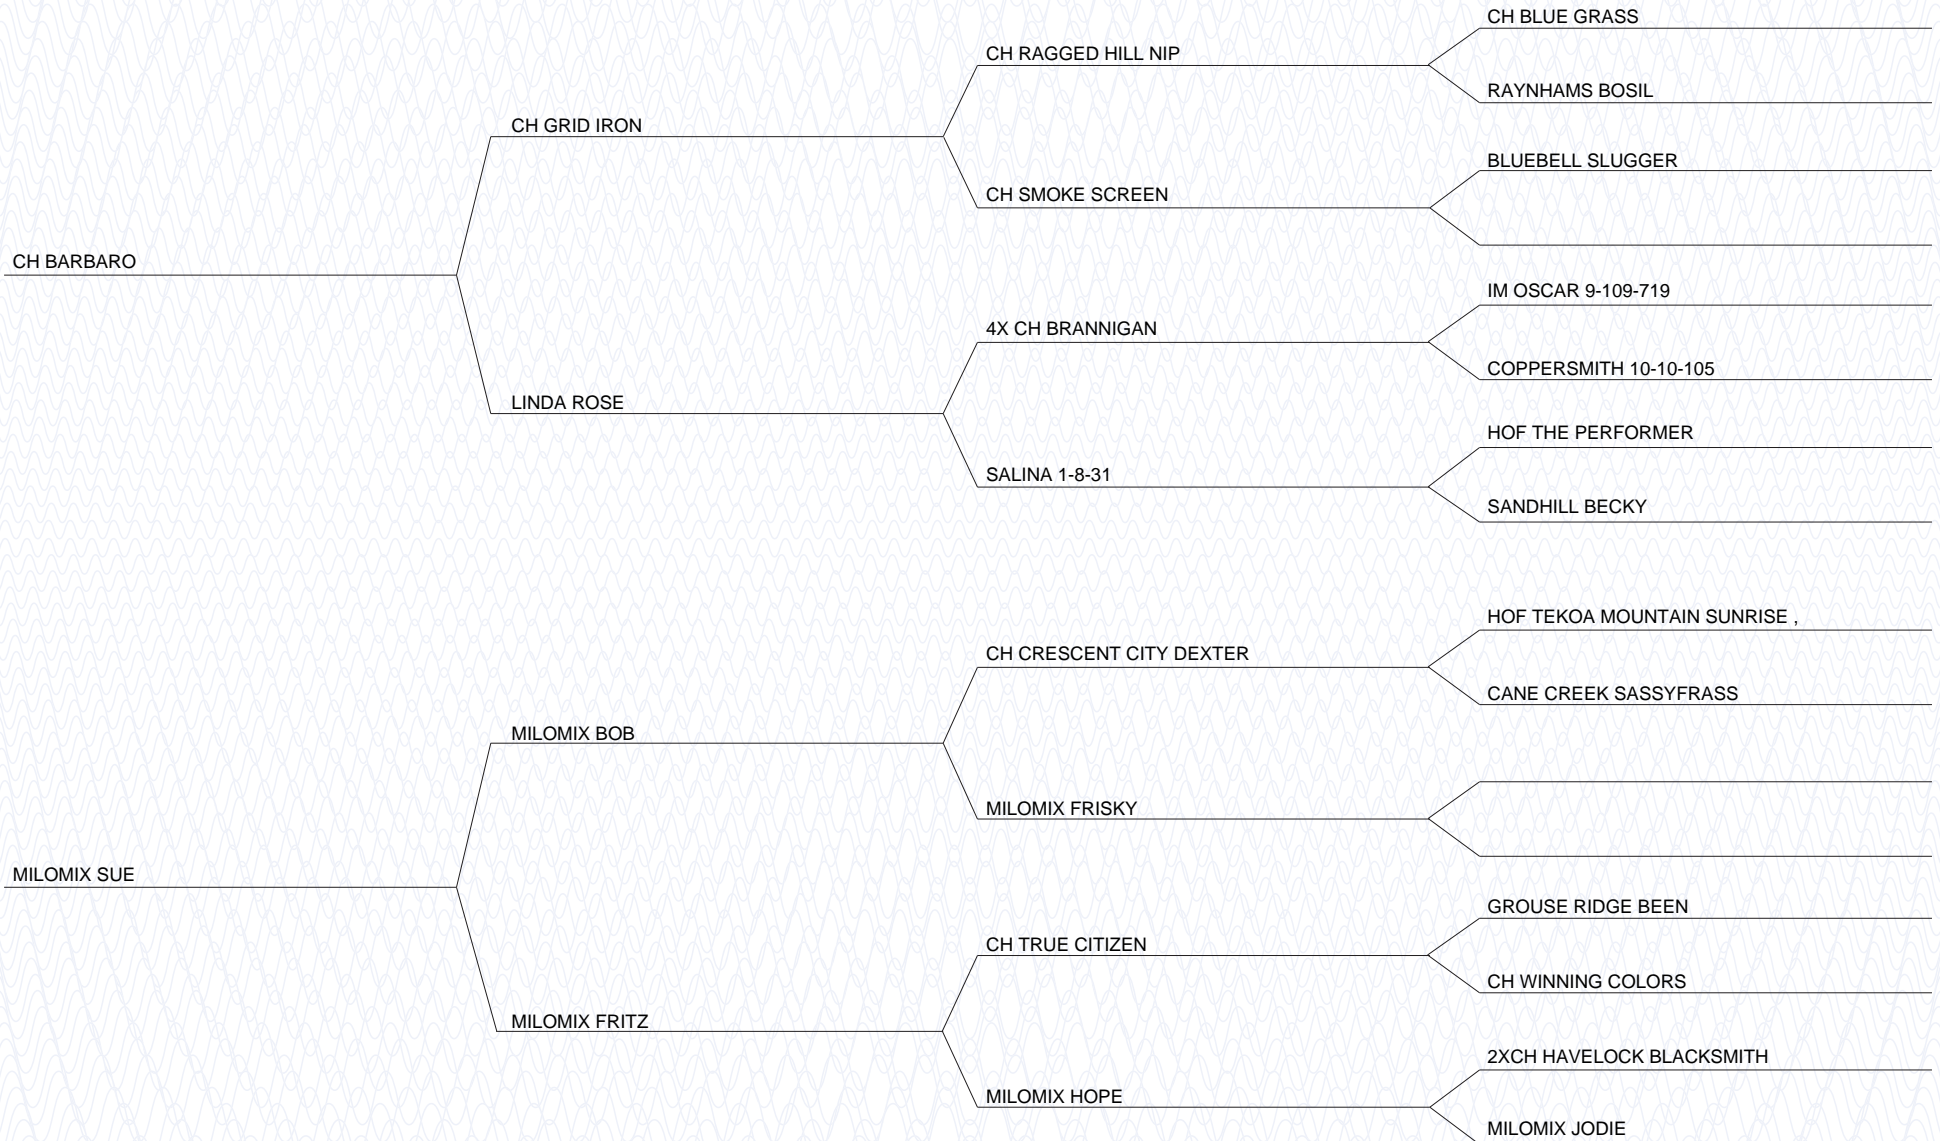 CH BLUE GRASS
CH RAGGED HILL NIP
RAYNHAMS BOSIL
CH GRID IRON
BLUEBELL SLUGGER
CH SMOKE SCREEN
CH BARBARO
IM OSCAR 9-109-719
4X CH BRANNIGAN
COPPERSMITH 10-10-105
LINDA ROSE
HOF THE PERFORMER
SALINA 1-8-31
SANDHILL BECKY
HOF TEKOA MOUNTAIN SUNRISE ,
CH CRESCENT CITY DEXTER
CANE CREEK SASSYFRASS
MILOMIX BOB
MILOMIX FRISKY
MILOMIX SUE
GROUSE RIDGE BEEN
CH TRUE CITIZEN
CH WINNING COLORS
MILOMIX FRITZ
2XCH HAVELOCK BLACKSMITH
MILOMIX HOPE
MILOMIX JODIE